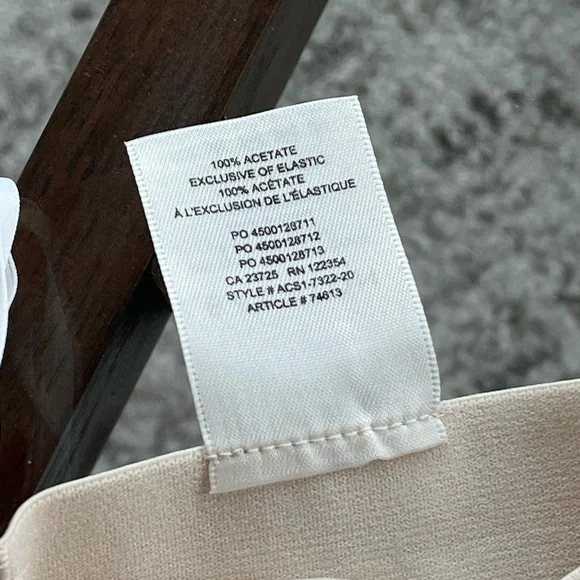 100% ACETATE
EXCLUSIVE OF ELASTIC
100% ACÉTATE
À L'EXCLUSION DE L'ÉLASTIQUE
PO 4500128711
PO 4500128712
PO 4500128713
CA 23725 RN 122354
STYLE # ACS1-7322-20
ARTICLE # 74613